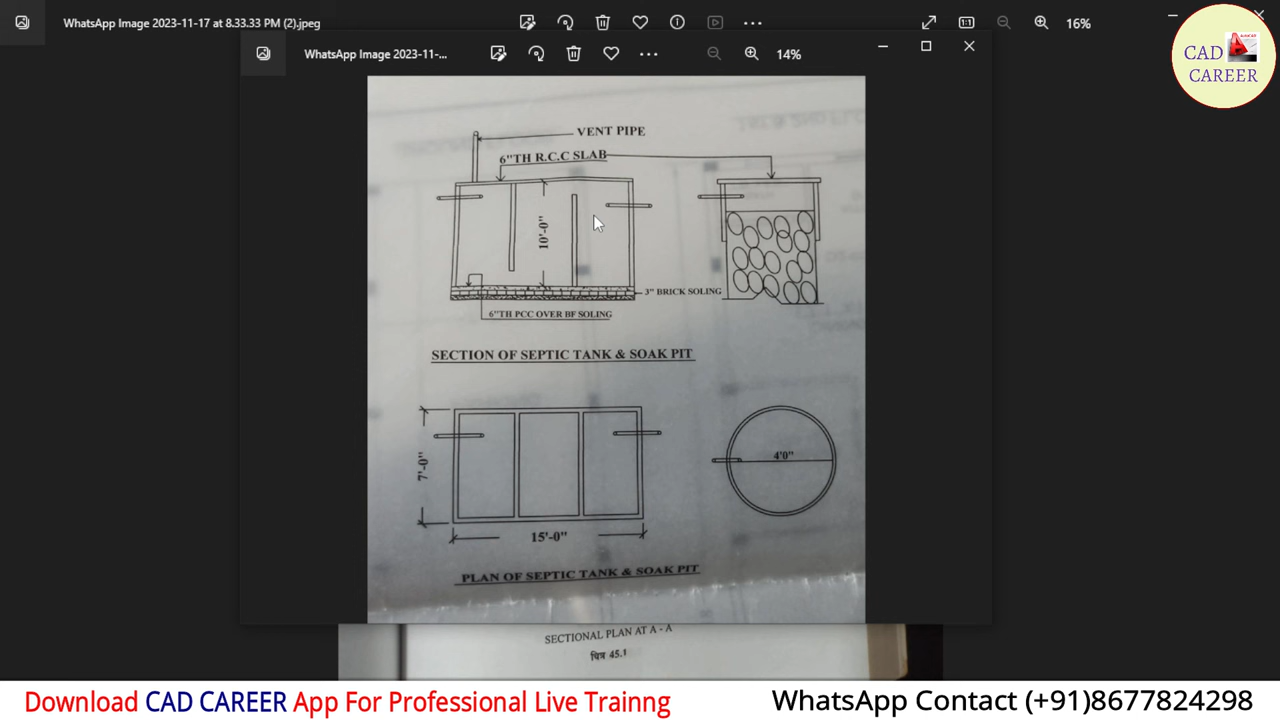 WhatsApp Image 2023-11-17 at 8.33.33 PM (2).jpeg
16%
WhatsApp Image 2023-11-...
14%
CAD
CAREER
VENT PIPE
6"TH R.C.C SLAB
10'-0"
3" BRICK SOLING
6"TH PCC OVER BF SOLING
SECTION OF SEPTIC TANK & SOAK PIT
7'-0"
4'0"
15'-0"
PLAN OF SEPTIC TANK & SOAK PIT
SECTIONAL PLAN AT A - A
चित्र 45.1
Download CAD CAREER App For Professional Live Trainng
WhatsApp Contact (+91)8677824298